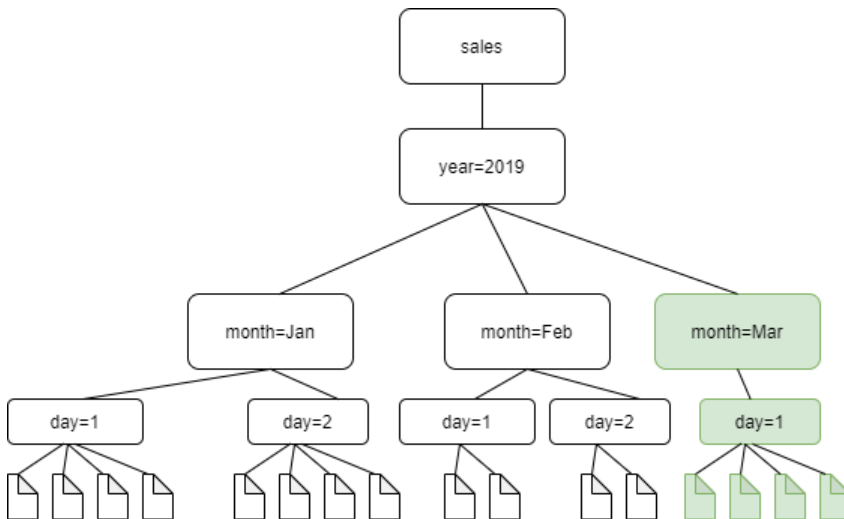 sales
year=2019
month=Jan
month=Feb
month=Mar
day=1
day=2
day=1
day=2
day=1